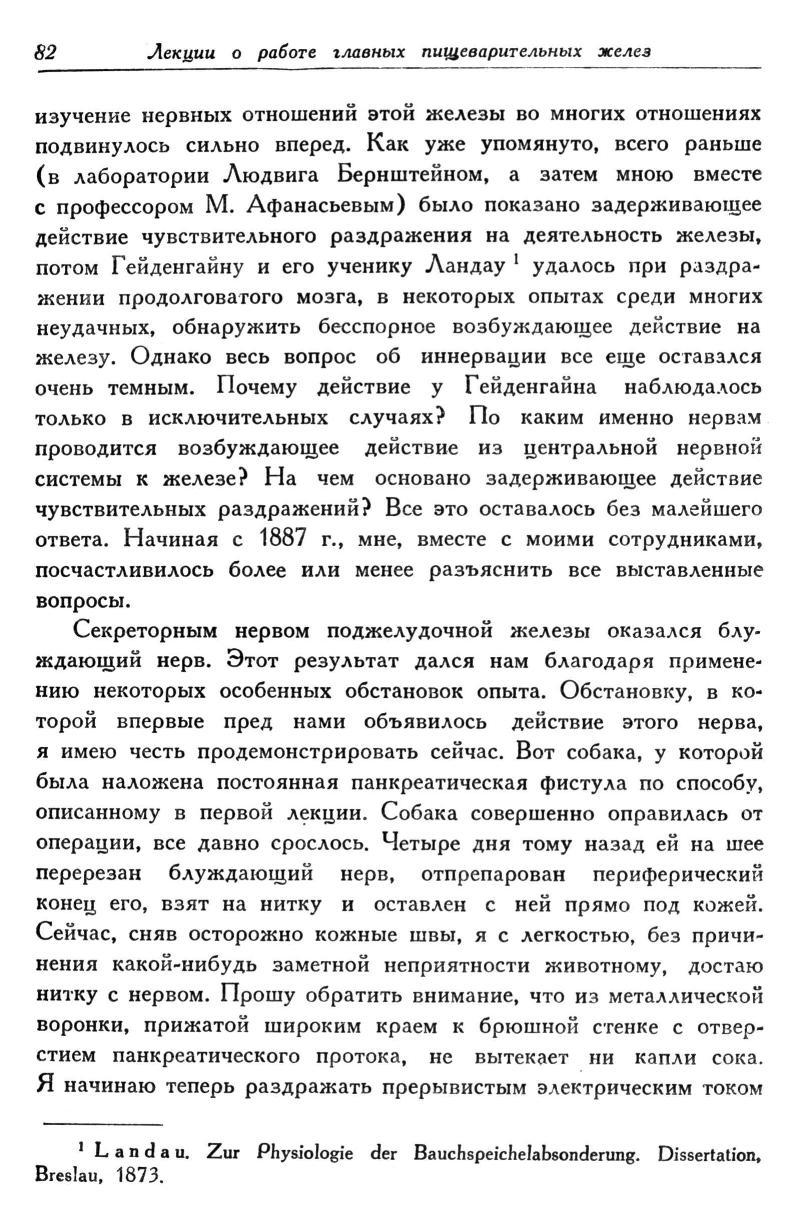 82 Лекции о работе главных пищеварительных желез
изучение нервных отношений этой железы во многих отношениях
подвинулось сильно вперед. Как уже упомянуто, всего раньше
(в лаборатории Людвига Бернштейном, а затем мною вместе
с профессором М. Афанасьевым) было показано задерживающее
действие чувствительного раздражения на деятельность железы,
потом Гейденгайну и его ученику Ландау ¹ удалось при раздра-
жении продолговатого мозга, в некоторых опытах среди многих
неудачных, обнаружить бесспорное возбуждающее действие на
железу. Однако весь вопрос об иннервации все еще оставался
очень темным. Почему действие у Гейденгайна наблюдалось
только в исключительных случаях? По каким именно нервам
проводится возбуждающее действие из центральной нервной
системы к железе? На чем основано задерживающее действие
чувствительных раздражений? Все это оставалось без малейшего
ответа. Начиная с 1887 г., мне, вместе с моими сотрудниками,
посчастливилось более или менее разъяснить все выставленные
вопросы.
Секреторным нервом поджелудочной железы оказался блу-
ждающий нерв. Этот результат дался нам благодаря примене-
нию некоторых особенных обстановок опыта. Обстановку, в ко-
торой впервые пред нами объявилось действие этого нерва,
я имею честь продемонстрировать сейчас. Вот собака, у которой
была наложена постоянная панкреатическая фистула по способу,
описанному в первой лекции. Собака совершенно оправилась от
операции, все давно срослось. Четыре дня тому назад ей на шее
перерезан блуждающий нерв, отпрепарован периферический
конец его, взят на нитку и оставлен с ней прямо под кожей.
Сейчас, сняв осторожно кожные швы, я с легкостью, без причи-
нения какой-нибудь заметной неприятности животному, достаю
нитку с нервом. Прошу обратить внимание, что из металлической
воронки, прижатой широким краем к брюшной стенке с отвер-
стием панкреатического протока, не вытекает ни капли сока.
Я начинаю теперь раздражать прерывистым электрическим током
¹ Landau. Zur Physiologie der Bauchspeichelabsonderung. Dissertation,
Breslau, 1873.